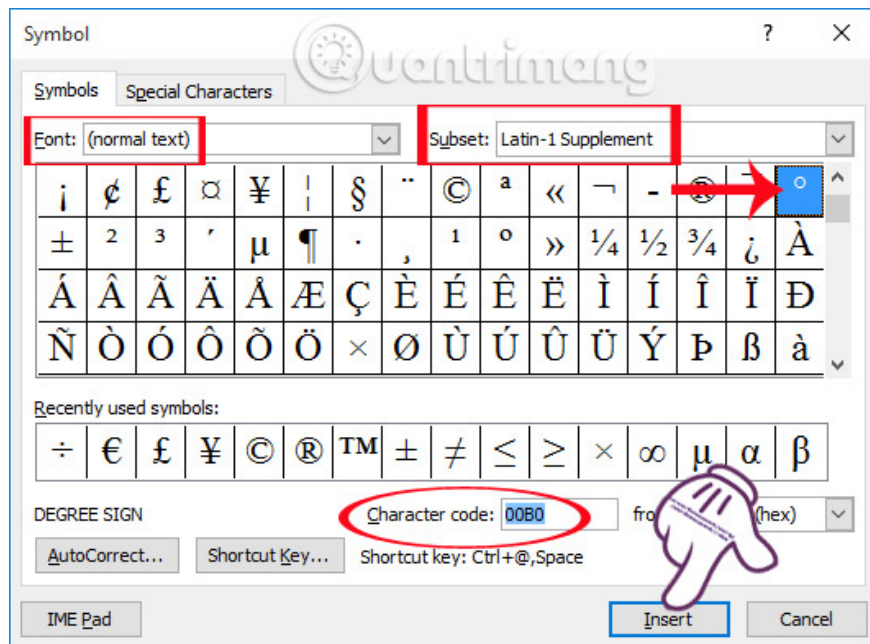 Symbol ? X
Quantrimang
Symbols Special Characters
Font: (normal text) Subset: Latin-1 Supplement
¡ ¢ £ ¤ ¥ ¦ § ¨ © ª « ¬ - ® ¯ °
± ² ³ ´ µ ¶ · ¸ ¹ º » ¼ ½ ¾ ¿ À
Á Â Ã Ä Å Æ Ç È É Ê Ë Ì Í Î Ï Ð
Ñ Ò Ó Ô Õ Ö × Ø Ù Ú Û Ü Ý Þ ß à
Recently used symbols:
÷ € £ ¥ © ® ™ ± ≠ ≤ ≥ × ∞ µ α β
DEGREE SIGN Character code: 00B0 (hex)
AutoCorrect... Shortcut Key... Shortcut key: Ctrl+@,Space
IME Pad Insert Cancel